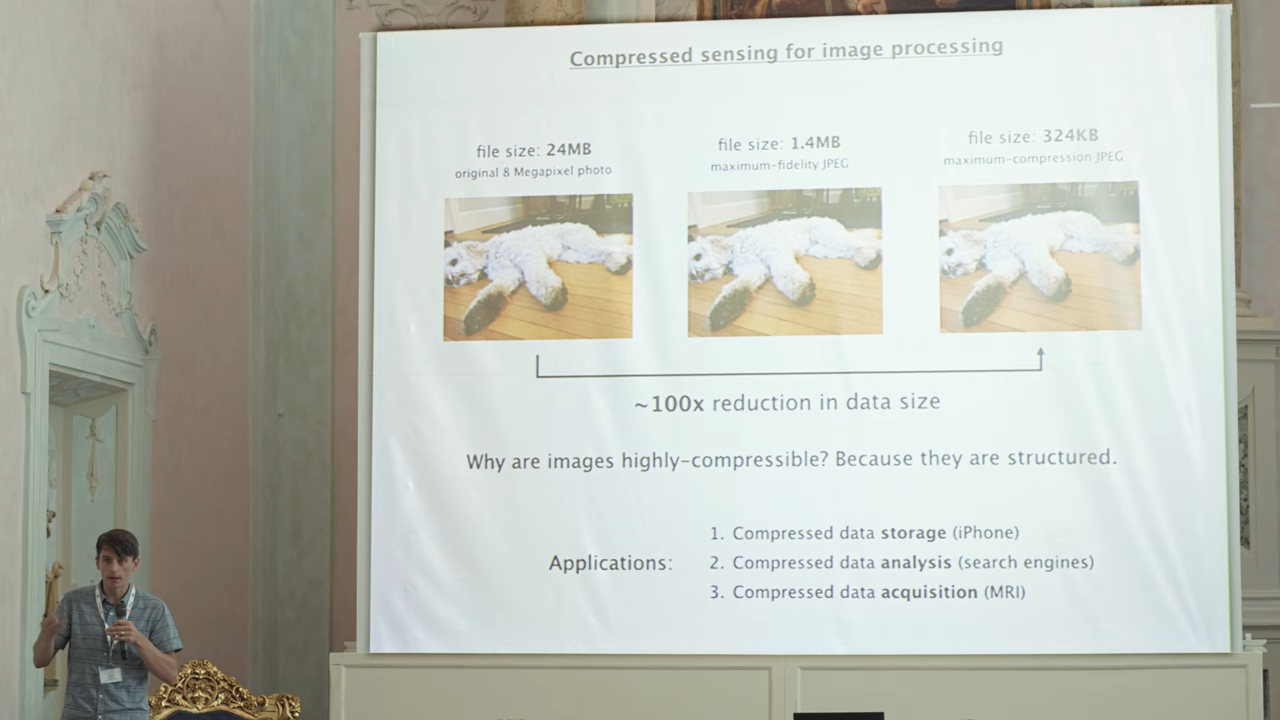 Compressed sensing for image processing
file size: 24MB
original 8 Megapixel photo
file size: 1.4MB
maximum-fidelity JPEG
file size: 324KB
maximum-compression JPEG
~100x reduction in data size
Why are images highly-compressible? Because they are structured.
Applications:
1. Compressed data storage (iPhone)
2. Compressed data analysis (search engines)
3. Compressed data acquisition (MRI)